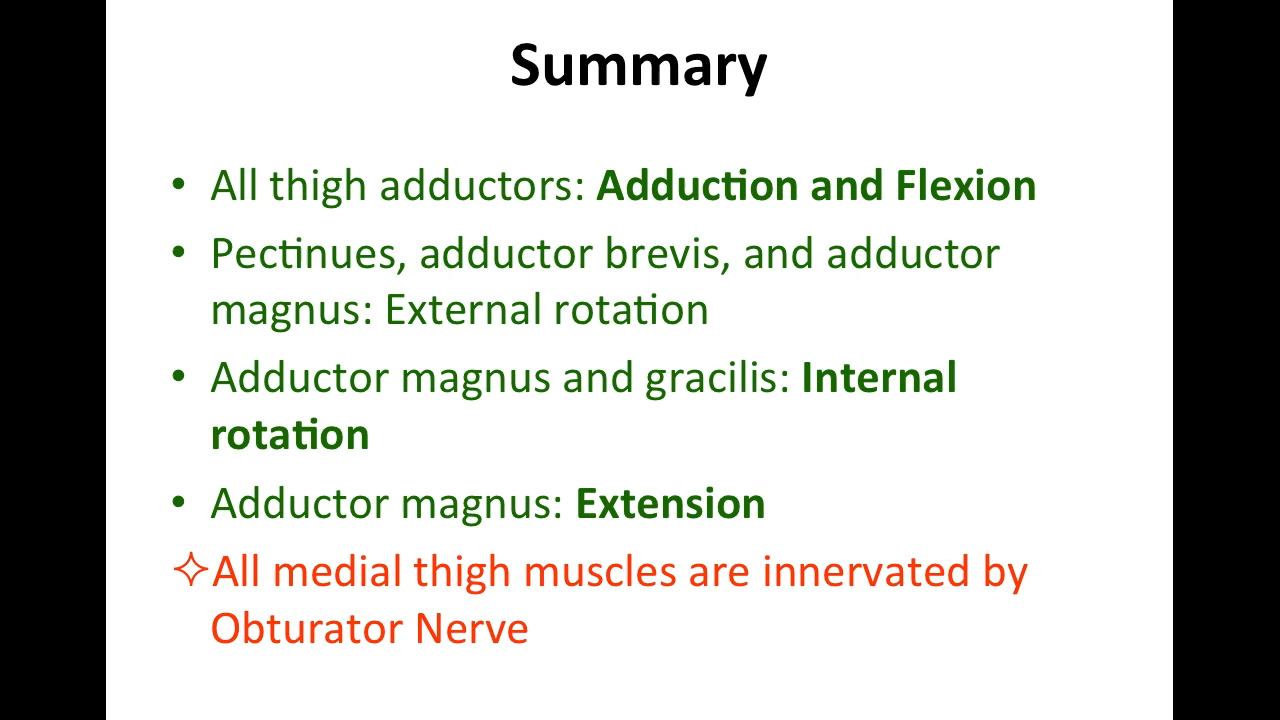 Summary
• All thigh adductors: Adduction and Flexion
• Pectinues, adductor brevis, and adductor
magnus: External rotation
• Adductor magnus and gracilis: Internal
rotation
• Adductor magnus: Extension
✧All medial thigh muscles are innervated by
Obturator Nerve